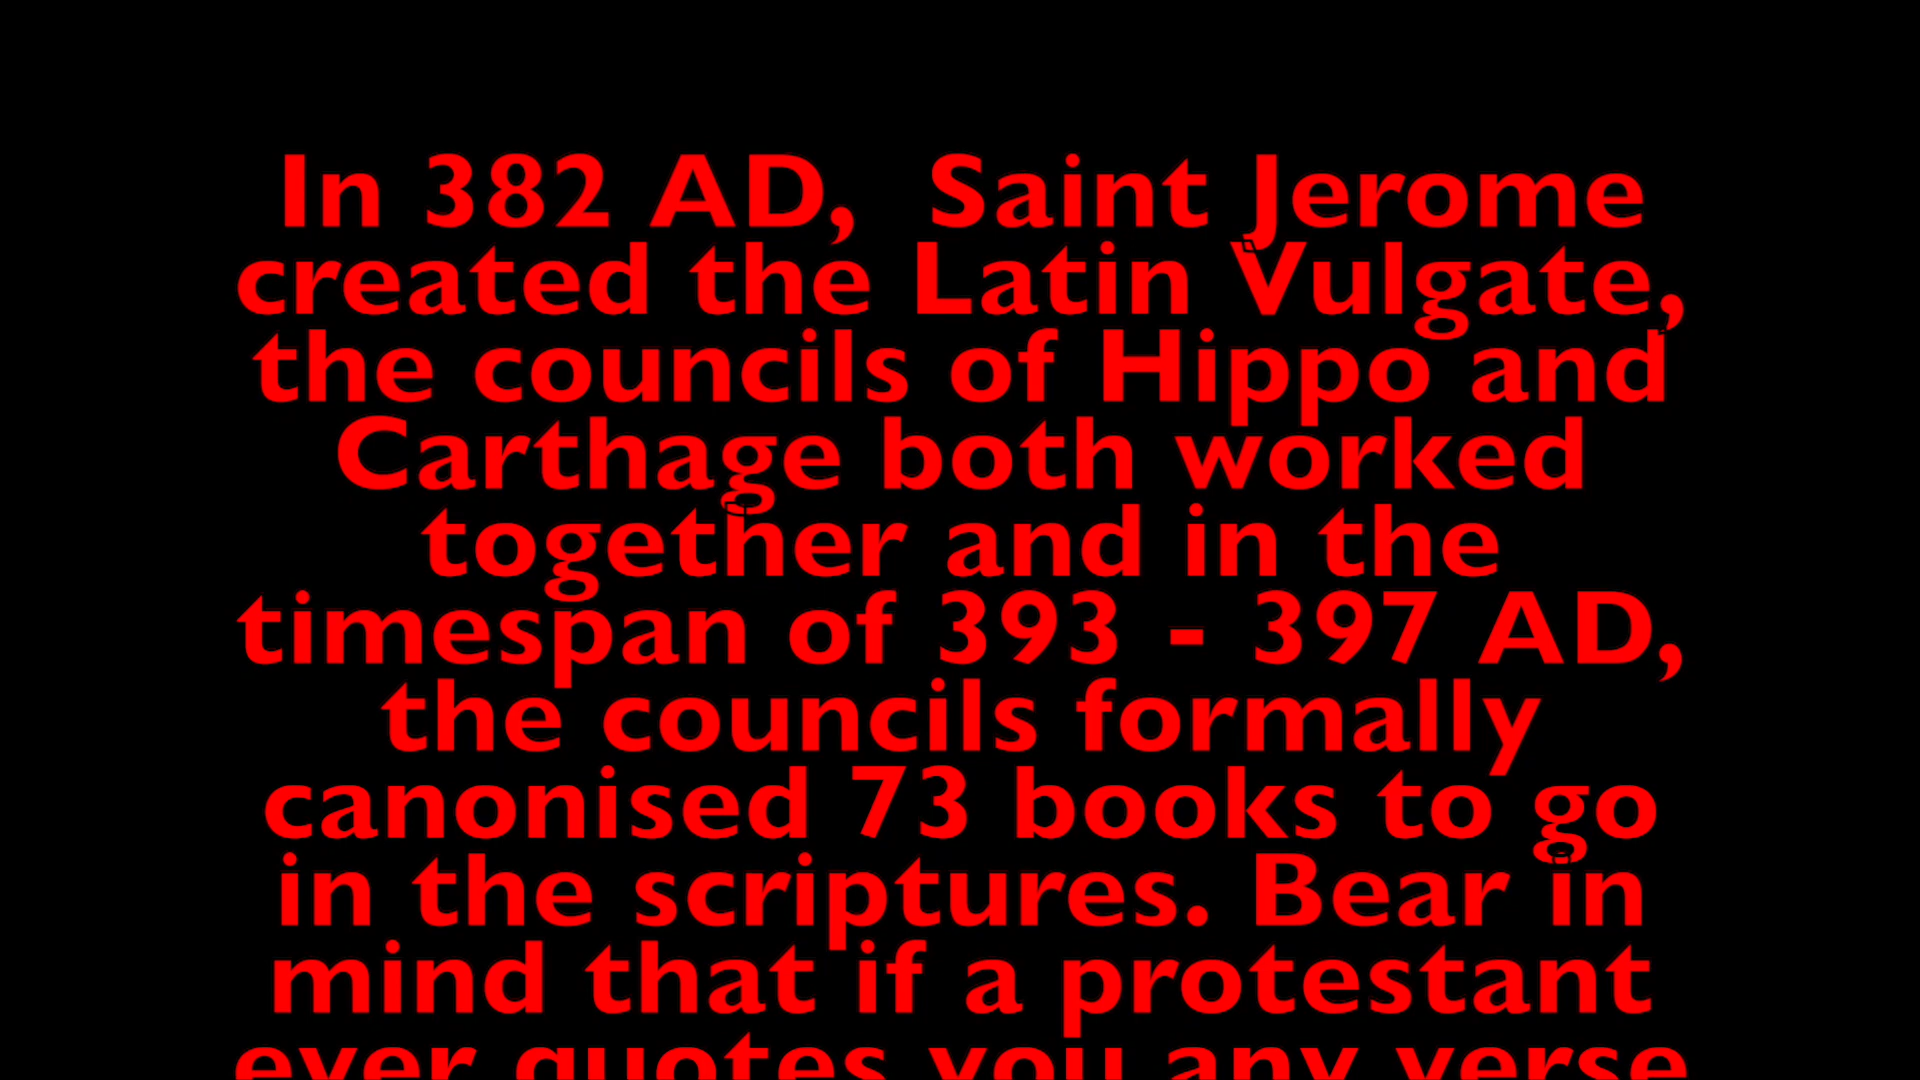 In 382 AD,  Saint Jerome
created the Latin Vulgate,
the councils of Hippo and
Carthage both worked
together and in the
timespan of 393 - 397 AD,
the councils formally
canonised 73 books to go
in the scriptures. Bear in
mind that if a protestant
ever quotes you any verse